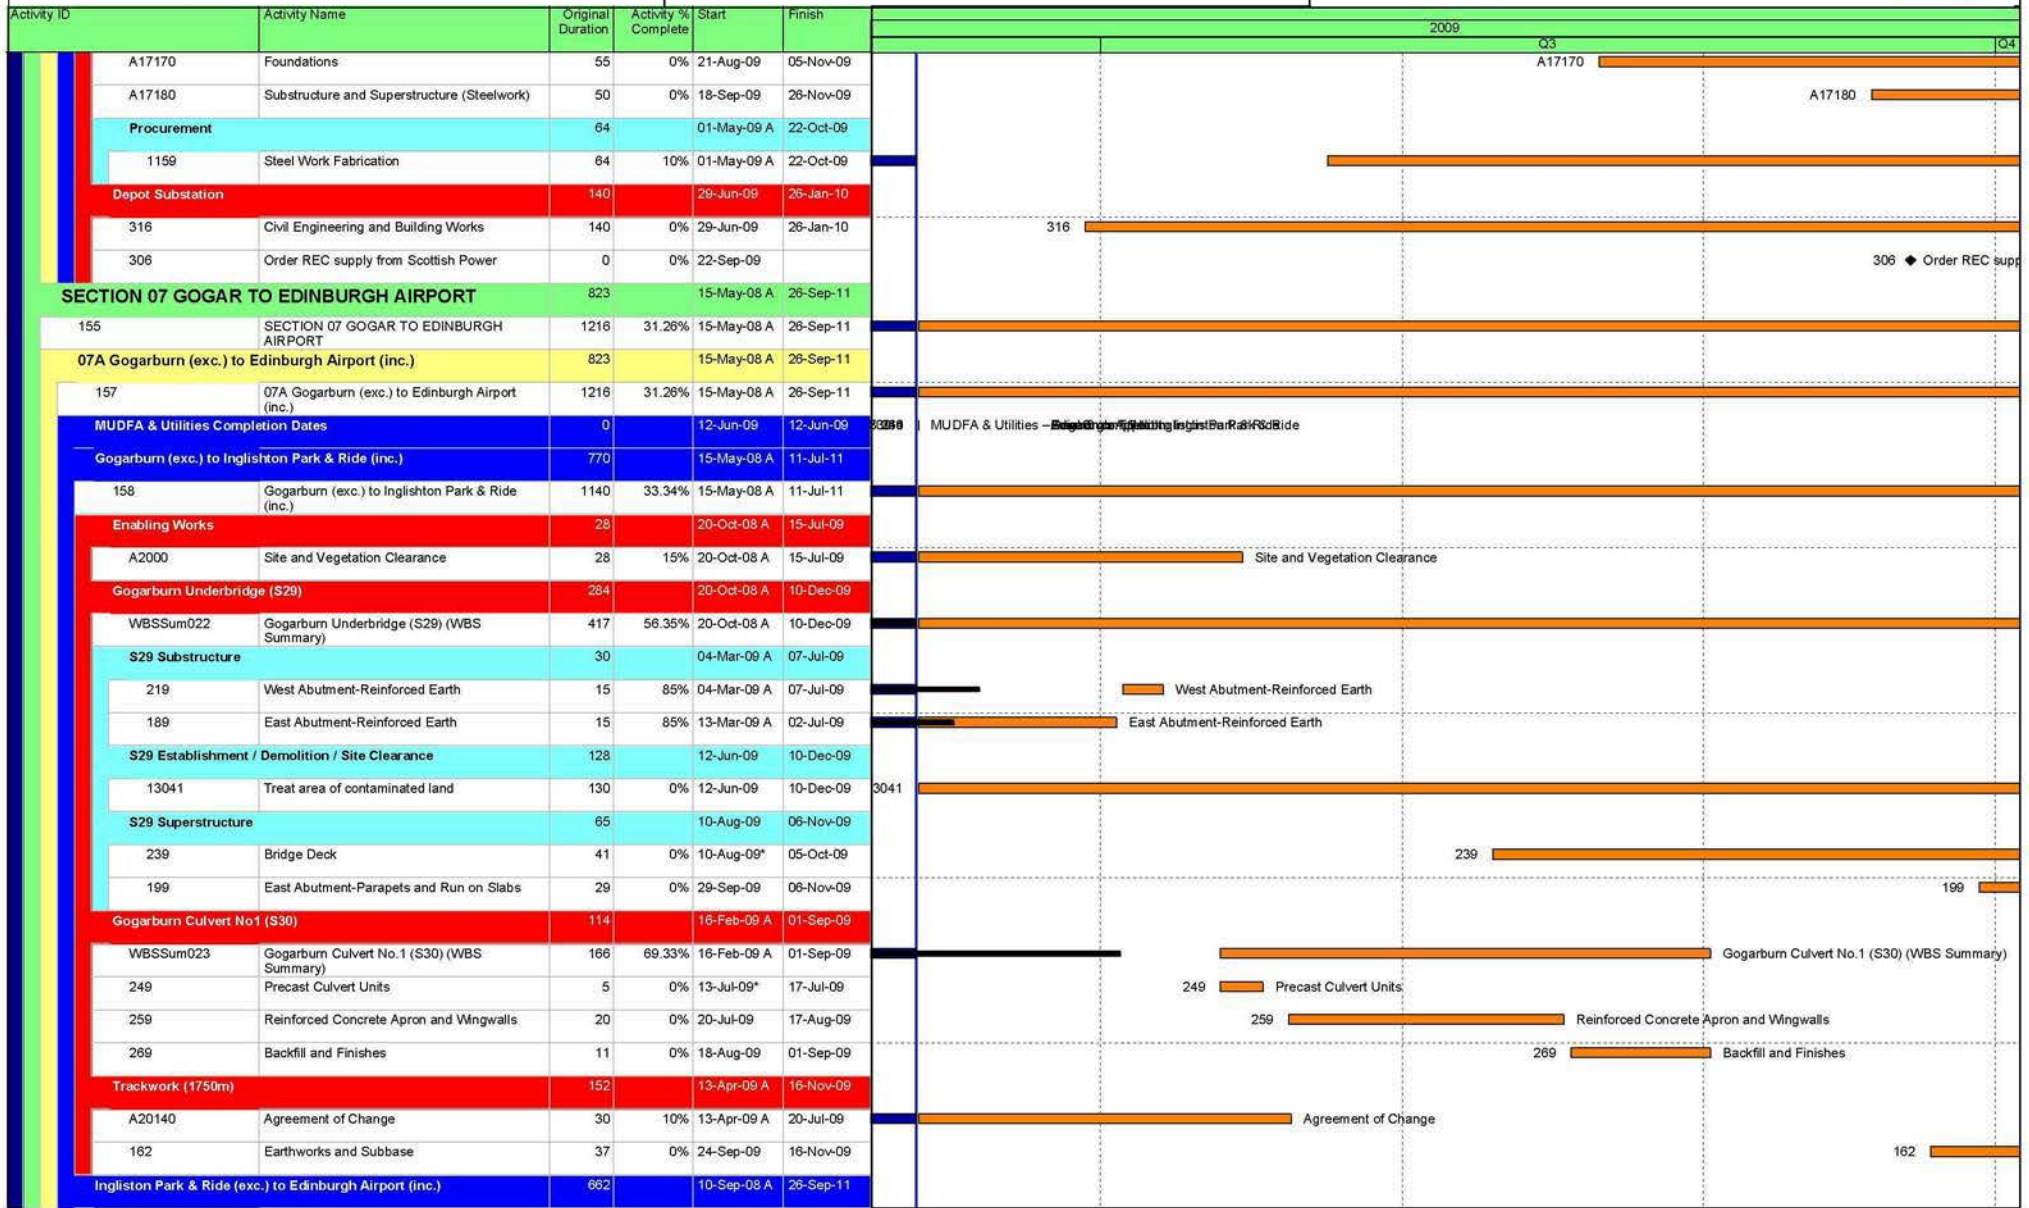 Activity ID Activity Name Original Duration Activity % Complete Start Finish
2009
Q3 Q4
A17170 Foundations 55 0% 21-Aug-09 05-Nov-09 A17170
A17180 Substructure and Superstructure (Steelwork) 50 0% 18-Sep-09 26-Nov-09 A17180
Procurement 64 01-May-09 A 22-Oct-09
1159 Steel Work Fabrication 64 10% 01-May-09 A 22-Oct-09
Depot Substation 140 29-Jun-09 26-Jan-10
316 Civil Engineering and Building Works 140 0% 29-Jun-09 26-Jan-10 316
306 Order REC supply from Scottish Power 0 0% 22-Sep-09 306 Order REC supp
SECTION 07 GOGAR TO EDINBURGH AIRPORT 823 15-May-08 A 26-Sep-11
155 SECTION 07 GOGAR TO EDINBURGH AIRPORT 1216 31.26% 15-May-08 A 26-Sep-11
07A Gogarburn (exc.) to Edinburgh Airport (inc.) 823 15-May-08 A 26-Sep-11
157 07A Gogarburn (exc.) to Edinburgh Airport (inc.) 1216 31.26% 15-May-08 A 26-Sep-11
MUDFA & Utilities Completion Dates 0 12-Jun-09 12-Jun-09 MUDFA & Utilities –
Gogarburn (exc.) to Inglishton Park & Ride (inc.) 770 15-May-08 A 11-Jul-11
158 Gogarburn (exc.) to Inglishton Park & Ride (inc.) 1140 33.34% 15-May-08 A 11-Jul-11
Enabling Works 28 20-Oct-08 A 15-Jul-09
A2000 Site and Vegetation Clearance 28 15% 20-Oct-08 A 15-Jul-09 Site and Vegetation Clearance
Gogarburn Underbridge (S29) 284 20-Oct-08 A 10-Dec-09
WBSSum022 Gogarburn Underbridge (S29) (WBS Summary) 417 56.35% 20-Oct-08 A 10-Dec-09
S29 Substructure 30 04-Mar-09 A 07-Jul-09
219 West Abutment-Reinforced Earth 15 85% 04-Mar-09 A 07-Jul-09 West Abutment-Reinforced Earth
189 East Abutment-Reinforced Earth 15 85% 13-Mar-09 A 02-Jul-09 East Abutment-Reinforced Earth
S29 Establishment / Demolition / Site Clearance 128 12-Jun-09 10-Dec-09
13041 Treat area of contaminated land 130 0% 12-Jun-09 10-Dec-09 3041
S29 Superstructure 65 10-Aug-09 06-Nov-09
239 Bridge Deck 41 0% 10-Aug-09* 05-Oct-09 239
199 East Abutment-Parapets and Run on Slabs 29 0% 29-Sep-09 06-Nov-09 199
Gogarburn Culvert No1 (S30) 114 16-Feb-09 A 01-Sep-09
WBSSum023 Gogarburn Culvert No.1 (S30) (WBS Summary) 166 69.33% 16-Feb-09 A 01-Sep-09 Gogarburn Culvert No.1 (S30) (WBS Summary)
249 Precast Culvert Units 5 0% 13-Jul-09* 17-Jul-09 249 Precast Culvert Units
259 Reinforced Concrete Apron and Wingwalls 20 0% 20-Jul-09 17-Aug-09 259 Reinforced Concrete Apron and Wingwalls
269 Backfill and Finishes 11 0% 18-Aug-09 01-Sep-09 269 Backfill and Finishes
Trackwork (1750m) 152 13-Apr-09 A 16-Nov-09
A20140 Agreement of Change 30 10% 13-Apr-09 A 20-Jul-09 Agreement of Change
162 Earthworks and Subbase 37 0% 24-Sep-09 16-Nov-09 162
Ingliston Park & Ride (exc.) to Edinburgh Airport (inc.) 662 10-Sep-08 A 26-Sep-11